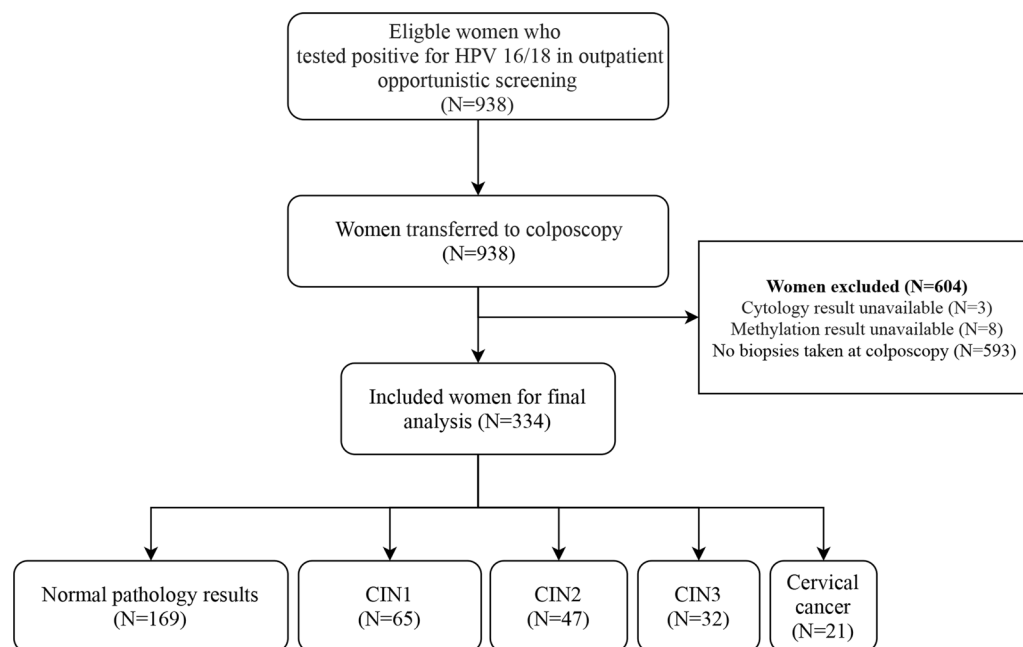 Eligble women who
tested positive for HPV 16/18 in outpatient
opportunistic screening
(N=938)
Women transferred to colposcopy
(N=938)
Women excluded (N=604)
Cytology result unavailable (N=3)
Methylation result unavailable (N=8)
No biopsies taken at colposcopy (N=593)
Included women for final
analysis (N=334)
Normal pathology results
(N=169)
CIN1
(N=65)
CIN2
(N=47)
CIN3
(N=32)
Cervical
cancer
(N=21)